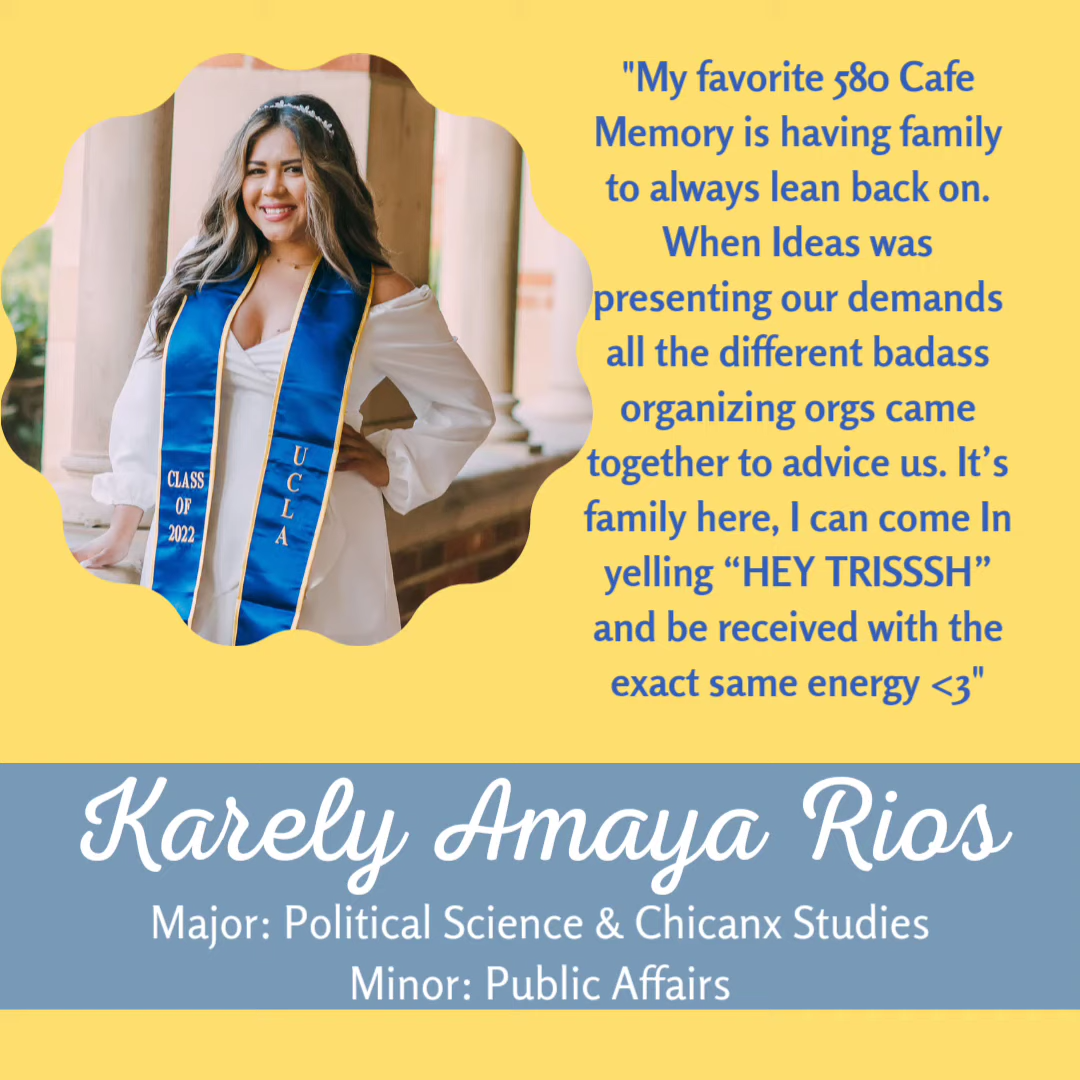 "My favorite 580 Cafe
Memory is having family
to always lean back on.
When Ideas was
presenting our demands
all the different badass
organizing orgs came
together to advice us. It’s
family here, I can come In
yelling “HEY TRISSSH”
and be received with the
exact same energy <3"
CLASS
OF
2022
U
C
L
A
Karely Amaya Rios
Major: Political Science & Chicanx Studies
Minor: Public Affairs